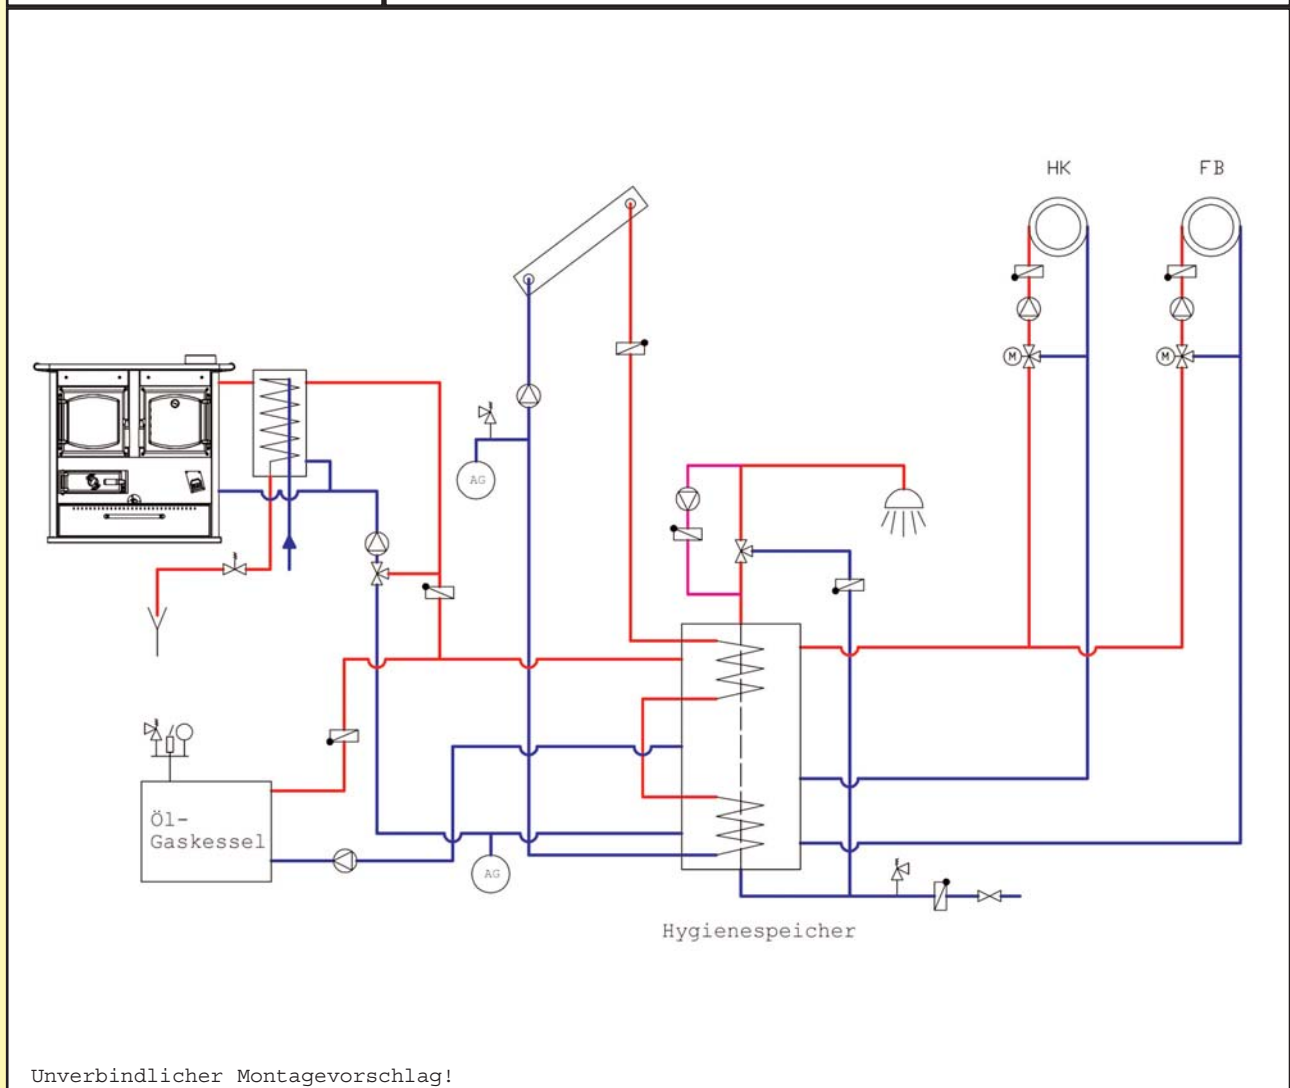 HK
FB
M
M
AG
Öl-
Gaskessel
AG
Hygienespeicher
Unverbindlicher Montagevorschlag!